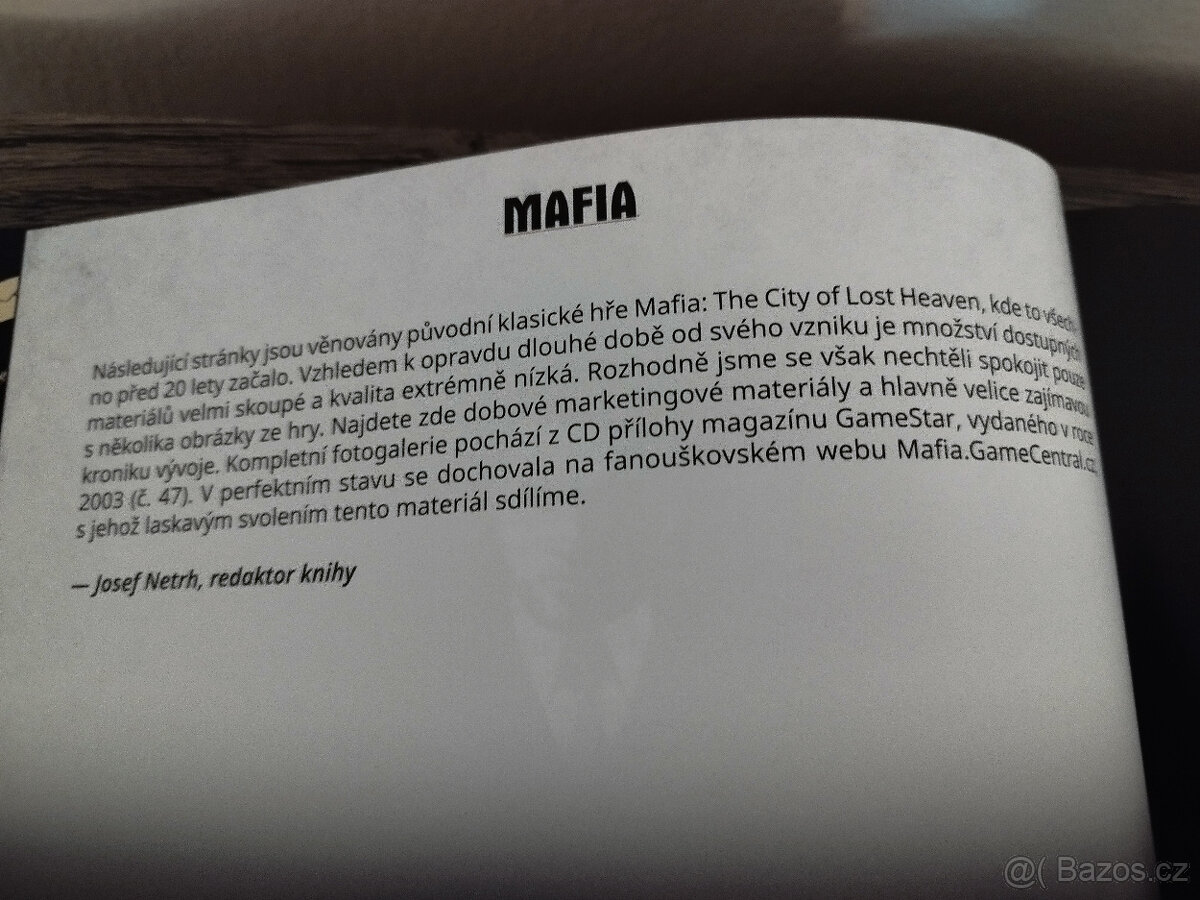 MAFIA
Následující stránky jsou věnovány původní klasické hře Mafia: The City of Lost Heaven, kde to všech-
no před 20 lety začalo. Vzhledem k opravdu dlouhé době od svého vzniku je množství dostupných
materiálů velmi skoupé a kvalita extrémně nízká. Rozhodně jsme se však nechtěli spokojit pouze
s několika obrázky ze hry. Najdete zde dobové marketingové materiály a hlavně velice zajímavou
kroniku vývoje. Kompletní fotogalerie pochází z CD přílohy magazínu GameStar, vydaného v roce
2003 (č. 47). V perfektním stavu se dochovala na fanouškovském webu Mafia.GameCentral.cz,
s jehož laskavým svolením tento materiál sdílíme.
— Josef Netrh, redaktor knihy
@( Bazos.cz